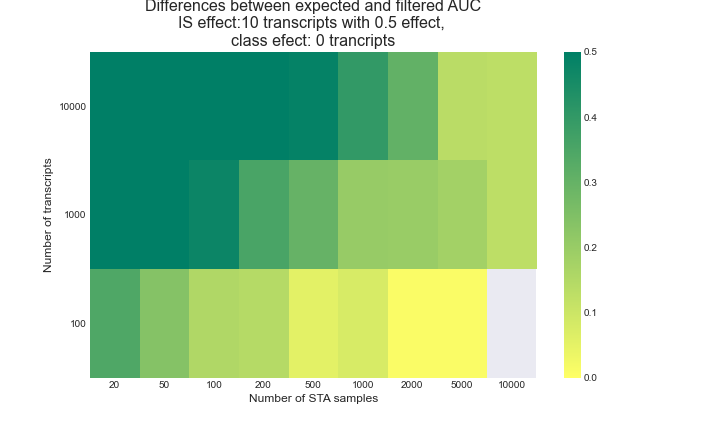 Differences between expected and filtered AUC
IS effect:10 transcripts with 0.5 effect,
class efect: 0 trancripts
0.5
10000
0.4
Number of transcripts
0.3
1000
0.2
0.1
100
0.0
20 50 100 200 500 1000 2000 5000 10000
Number of STA samples